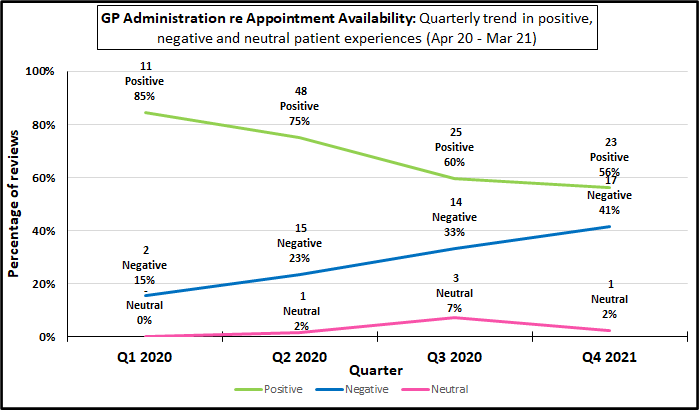 GP Administration re Appointment Availability: Quarterly trend in positive,
negative and neutral patient experiences (Apr 20 - Mar 21)
Percentage of reviews
100%
80%
60%
40%
20%
0%
11
Positive
85%
48
Positive
75%
25
Positive
60%
23
Positive
56%
2
Negative
15%
15
Negative
23%
14
Negative
33%
17
Negative
41%
-
Neutral
0%
1
Neutral
2%
3
Neutral
7%
1
Neutral
2%
Q1 2020 Q2 2020 Q3 2020 Q4 2021
Quarter
Positive Negative Neutral